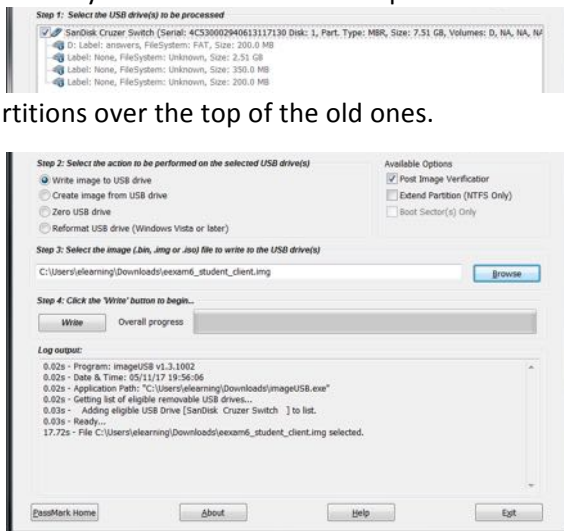 Step 1: Select the USB drive(s) to be processed
SanDisk Cruzer Switch (Serial: 4C530002940613117130 Disk: 1, Part. Type: MBR, Size: 7.51 GB, Volumes: D, NA, NA, NA
D: Label: answers, FileSystem: FAT, Size: 200.0 MB
Label: None, FileSystem: Unknown, Size: 2.51 GB
Label: None, FileSystem: Unknown, Size: 350.0 MB
Label: None, FileSystem: Unknown, Size: 200.0 MB
rtitions over the top of the old ones.
Step 2: Select the action to be performed on the selected USB drive(s)
Available Options
Write image to USB drive
Post Image Verification
Create image from USB drive
Extend Partition (NTFS Only)
Zero USB drive
Boot Sector(s) Only
Reformat USB drive (Windows Vista or later)
Step 3: Select the image (.bin, .img or .iso) file to write to the USB drive(s)
C:\Users\elearning\Downloads\eexam6_student_client.img
Browse
Step 4: Click the 'Write' button to begin...
Write Overall progress
Log output:
0.02s - Program: imageUSB v1.3.1002
0.02s - Date & Time: 05/11/17 19:56:06
0.02s - Application Path: "C:\Users\elearning\Downloads\imageUSB.exe"
0.02s - Getting list of eligible removable USB drives...
0.03s - Adding eligible USB Drive [SanDisk Cruzer Switch ] to list.
0.03s - Ready...
17.72s - File C:\Users\elearning\Downloads\eexam6_student_client.img selected.
PassMark Home About Help Exit